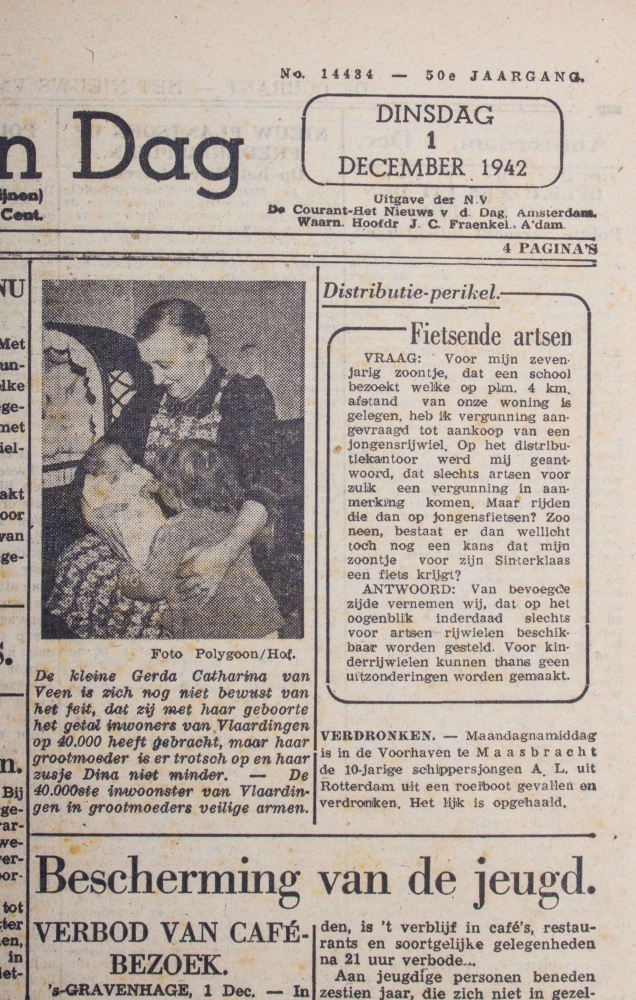 No. 14434 — 50e JAARGANG.
n Dag
ijnen)
Cent.
DINSDAG
1
DECEMBER 1942
Uitgave der N.V
De Courant-Het Nieuws v d. Dag, Amsterdam.
Waarn. Hoofdr J. C. Fraenkel., A'dam.
4 PAGINA'S
NU
Met
un-
lke
ge-
met
iel-
akt
oor
van
ge-
S.
n.
Bij
ge-
ar-
we-
er-
oor-
tot
ter
en,
in
iet-
Foto Polygoon/Hof.
De kleine Gerda Catharina van
Veen is zich nog niet bewust van
het feit, dat zij met haar geboorte
het getal inwoners van Vlaardingen
op 40.000 heeft gebracht, maar haar
grootmoeder is er trotsch op en haar
zusje Dina niet minder. — De
40.000ste inwoonster van Vlaardin-
gen in grootmoeders veilige armen.
Distributie-perikel.
Fietsende artsen
VRAAG: Voor mijn zeven-
jarig zoontje, dat een school
bezoekt welke op plm. 4 km.
afstand van onze woning is
gelegen, heb ik vergunning aan-
gevraagd tot aankoop van een
jongensrijwiel. Op het distribu-
tiekantoor werd mij geant-
woord, dat slechts artsen voor
zulk een vergunning in aan-
merking komen. Maar rijden
die dan op jongensfietsen? Zoo
neen, bestaat er dan wellicht
toch nog een kans dat mijn
zoontje voor zijn Sinterklaas
een fiets krijgt?
ANTWOORD: Van bevoegde
zijde vernemen wij, dat op het
oogenblik inderdaad slechts
voor artsen rijwielen beschik-
baar worden gesteld. Voor kin-
derrijwielen kunnen thans geen
uitzonderingen worden gemaakt.
VERDRONKEN. — Maandagnamiddag
is in de Voorhaven te Maasbracht
de 10-jarige schippersjongen A. L. uit
Rotterdam uit een roeiboot gevallen en
verdronken. Het lijk is opgehaald.
Bescherming van de jeugd.
VERBOD VAN CAFÉ-
BEZOEK.
's-GRAVENHAGE, 1 Dec. — In
den, is 't verblijf in café's, restau-
rants en soortgelijke gelegenheden
na 21 uur verbode...
Aan jeugdige personen beneden
zestien jaar, die zich niet in gezel-